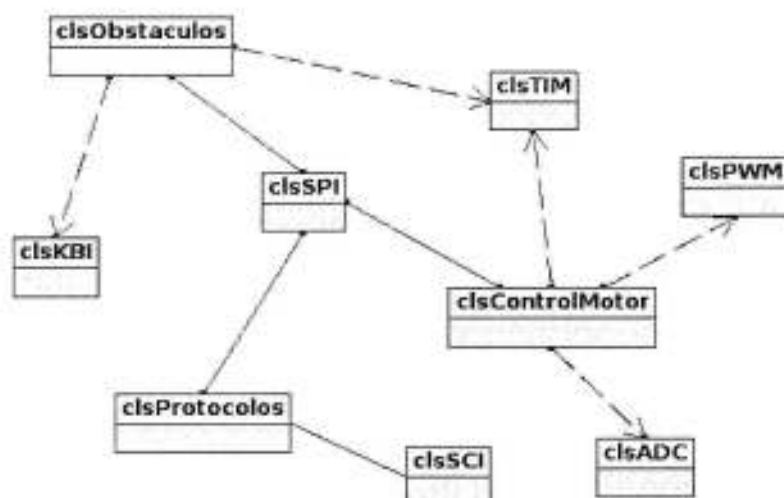 clsObstaculos
clsTIM
clsPWM
clsSPI
clsKBI
clsControlMotor
clsProtocolos
clsADC
clsSCI